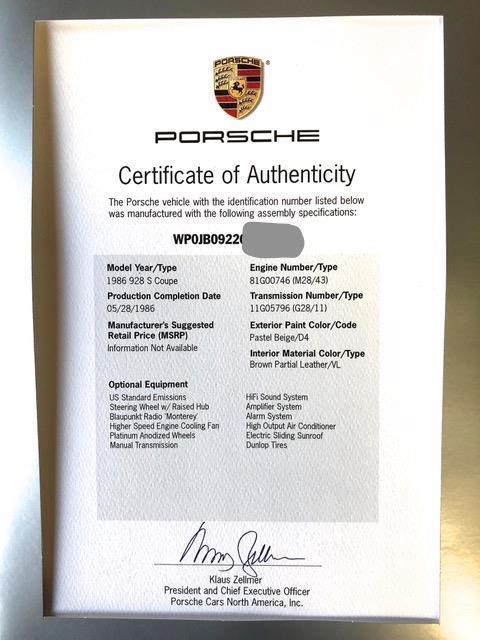 PORSCHE ®
PORSCHE
Certificate of Authenticity
The Porsche vehicle with the identification number listed below
was manufactured with the following assembly specifications:
WP0JB0922
Model Year/Type
1986 928 S Coupe
Production Completion Date
05/28/1986
Manufacturer's Suggested
Retail Price (MSRP)
Information Not Available
Engine Number/Type
81G00746 (M28/43)
Transmission Number/Type
11G05796 (G28/11)
Exterior Paint Color/Code
Pastel Beige/D4
Interior Material Color/Type
Brown Partial Leather/VL
Optional Equipment
US Standard Emissions
Steering Wheel w/ Raised Hub
Blaupunkt Radio 'Monterey'
Higher Speed Engine Cooling Fan
Platinum Anodized Wheels
Manual Transmission
HiFi Sound System
Amplifier System
Alarm System
High Output Air Conditioner
Electric Sliding Sunroof
Dunlop Tires
Klaus Zellmer
President and Chief Executive Officer
Porsche Cars North America, Inc.